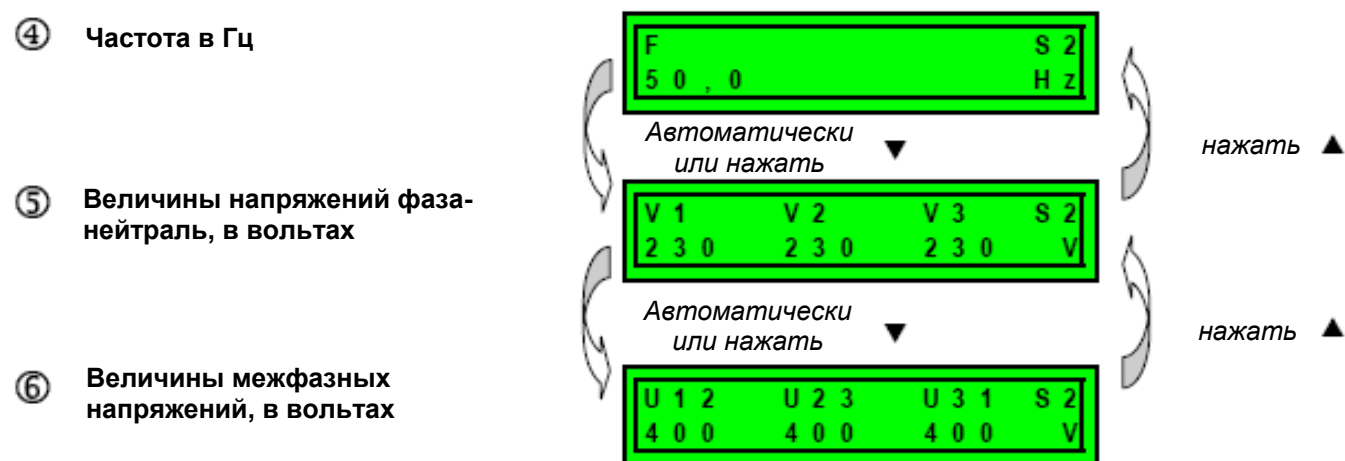 ④ Частота в Гц
F S 2
5 0 , 0 H z
Автоматически
или нажать ▼
нажать ▲
⑤ Величины напряжений фаза-
нейтраль, в вольтах
V 1 V 2 V 3 S 2
2 3 0 2 3 0 2 3 0 V
Автоматически
или нажать ▼
нажать ▲
⑥ Величины межфазных
напряжений, в вольтах
U 1 2 U 2 3 U 3 1 S 2
4 0 0 4 0 0 4 0 0 V